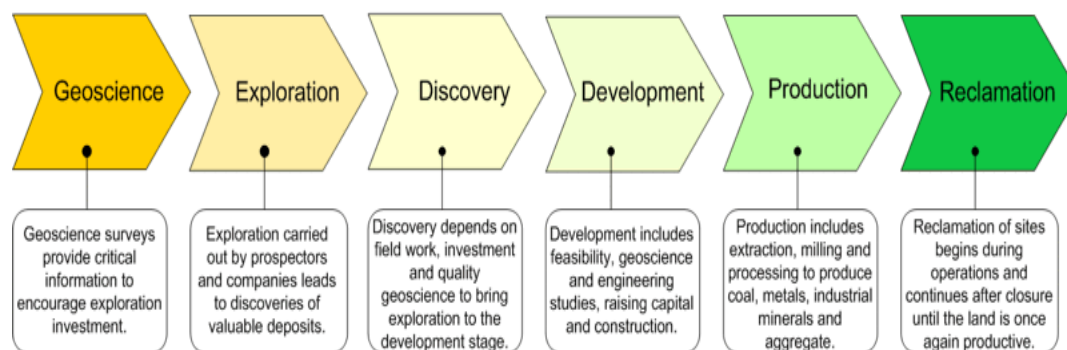 Geoscience
Exploration
Discovery
Development
Production
Reclamation
Geoscience surveys
provide critical
information to
encourage exploration
investment.
Exploration carried
out by prospectors
and companies leads
to discoveries of
valuable deposits.
Discovery depends on
field work, investment
and quality
geoscience to bring
exploration to the
development stage.
Development includes
feasibility, geoscience
and engineering
studies, raising capital
and construction.
Production includes
extraction, milling and
processing to produce
coal, metals, industrial
minerals and
aggregate.
Reclamation of sites
begins during
operations and
continues after closure
until the land is once
again productive.